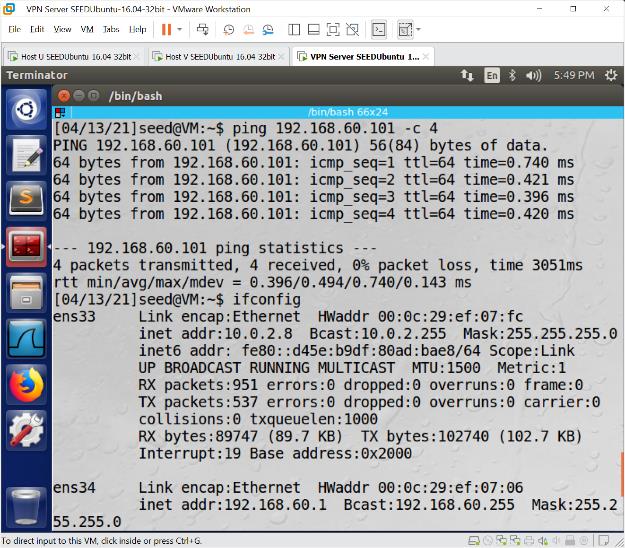 VPN Server SEEDUbuntu-16.04-32bit - VMware Workstation
File Edit View VM Tabs Help
Host U SEEDUbuntu 16.04 32bit Host V SEEDUbuntu 16.04 32bit VPN Server SEEDUbuntu-1...
Terminator En 5:49 PM
/bin/bash
/bin/bash 66x24
[04/13/21]seed@VM:~$ ping 192.168.60.101 -c 4
PING 192.168.60.101 (192.168.60.101) 56(84) bytes of data.
64 bytes from 192.168.60.101: icmp_seq=1 ttl=64 time=0.740 ms
64 bytes from 192.168.60.101: icmp_seq=2 ttl=64 time=0.421 ms
64 bytes from 192.168.60.101: icmp_seq=3 ttl=64 time=0.396 ms
64 bytes from 192.168.60.101: icmp_seq=4 ttl=64 time=0.420 ms
--- 192.168.60.101 ping statistics ---
4 packets transmitted, 4 received, 0% packet loss, time 3051ms
rtt min/avg/max/mdev = 0.396/0.494/0.740/0.143 ms
[04/13/21]seed@VM:~$ ifconfig
ens33 Link encap:Ethernet HWaddr 00:0c:29:ef:07:fc
inet addr:10.0.2.8 Bcast:10.0.2.255 Mask:255.255.255.0
inet6 addr: fe80::d45e:b9df:80ad:bae8/64 Scope:Link
UP BROADCAST RUNNING MULTICAST MTU:1500 Metric:1
RX packets:951 errors:0 dropped:0 overruns:0 frame:0
TX packets:537 errors:0 dropped:0 overruns:0 carrier:0
collisions:0 txqueuelen:1000
RX bytes:89747 (89.7 KB) TX bytes:102740 (102.7 KB)
Interrupt:19 Base address:0x2000
ens34 Link encap:Ethernet HWaddr 00:0c:29:ef:07:06
inet addr:192.168.60.1 Bcast:192.168.60.255 Mask:255.2
55.255.0
To direct input to this VM, click inside or press Ctrl+G.